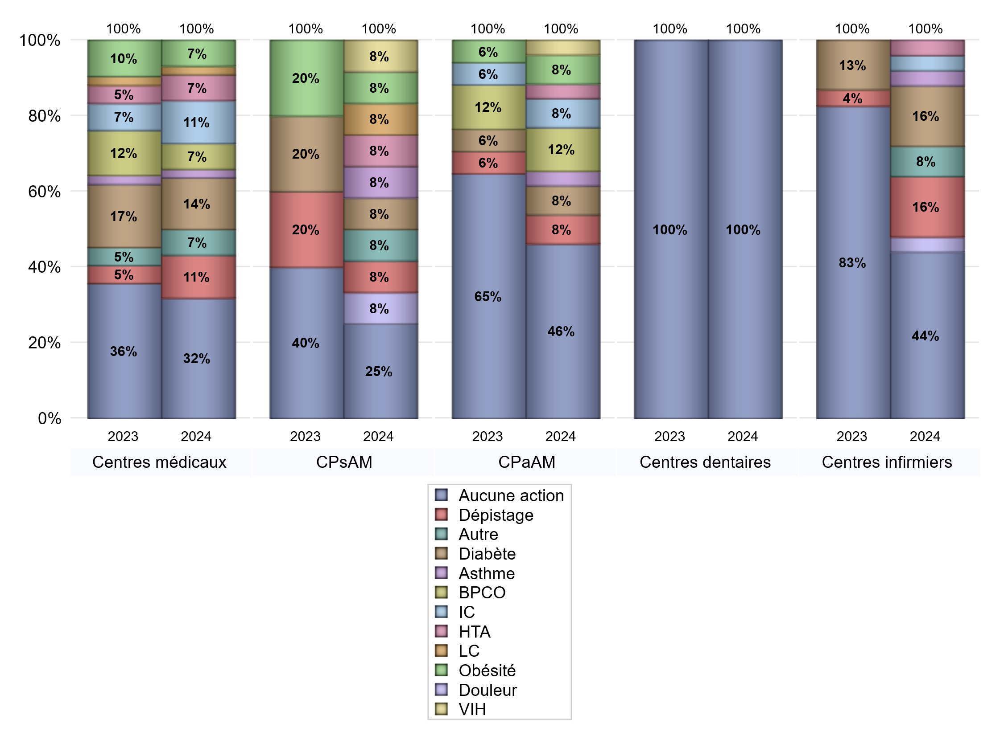 100% 100% 100% 100% 100% 100% 100% 100% 100% 100%
100%
10% 7% 20% 8% 6% 8% 13% 
5% 7% 8% 6% 4%
80%
7% 11% 8% 12% 8% 16%
12% 7% 20% 8% 6% 12% 8%
60%
17% 14% 8% 6% 8% 16%
5% 7% 20% 8% 8% 100% 100%
40%
5% 11% 8% 83%
8% 65% 46% 44%
20%
36% 32% 40% 25%
0%
2023 2024 2023 2024 2023 2024 2023 2024 2023 2024
Centres médicaux CPsAM CPaAM Centres dentaires Centres infirmiers
Aucune action
Dépistage
Autre
Diabète
Asthme
BPCO
IC
HTA
LC
Obésité
Douleur
VIH